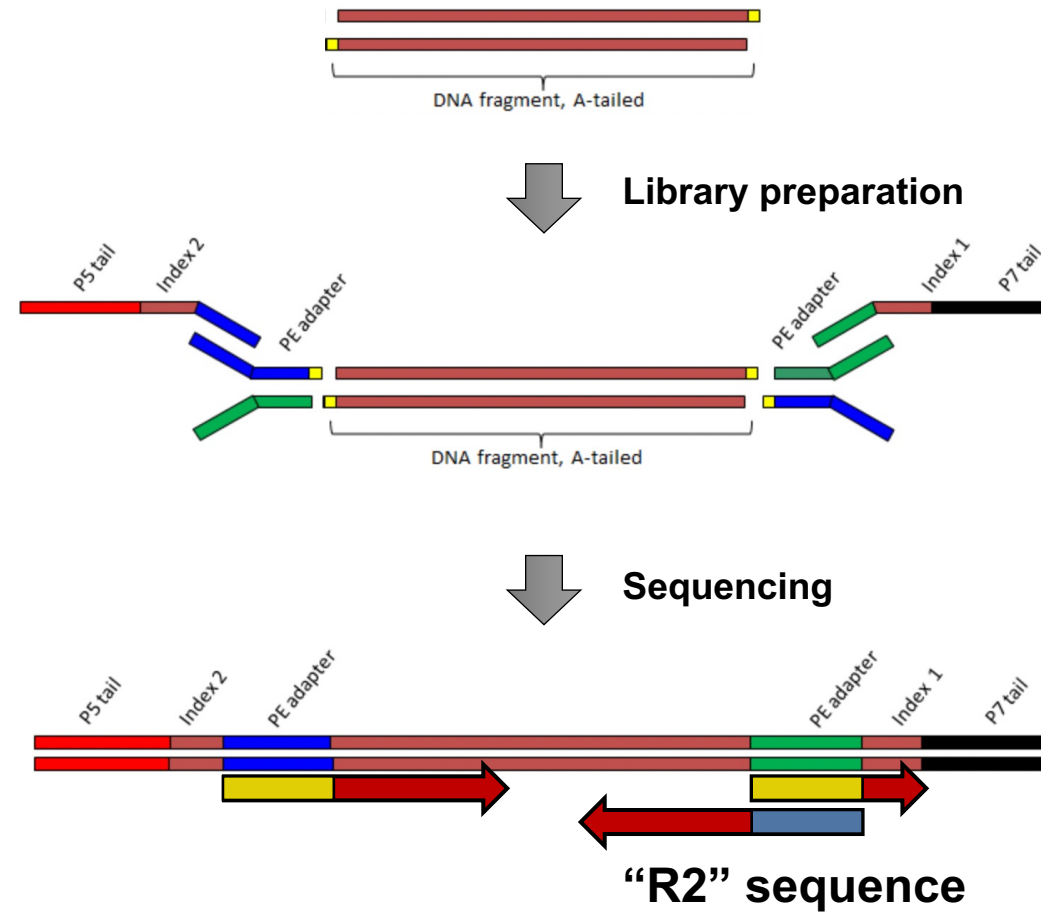 DNA fragment, A-tailed
Library preparation
P5 tail
Index 2
PE adapter
PE adapter
Index 1
P7 tail
DNA fragment, A-tailed
Sequencing
P5 tail
Index 2
PE adapter
PE adapter
Index 1
P7 tail
“R2” sequence